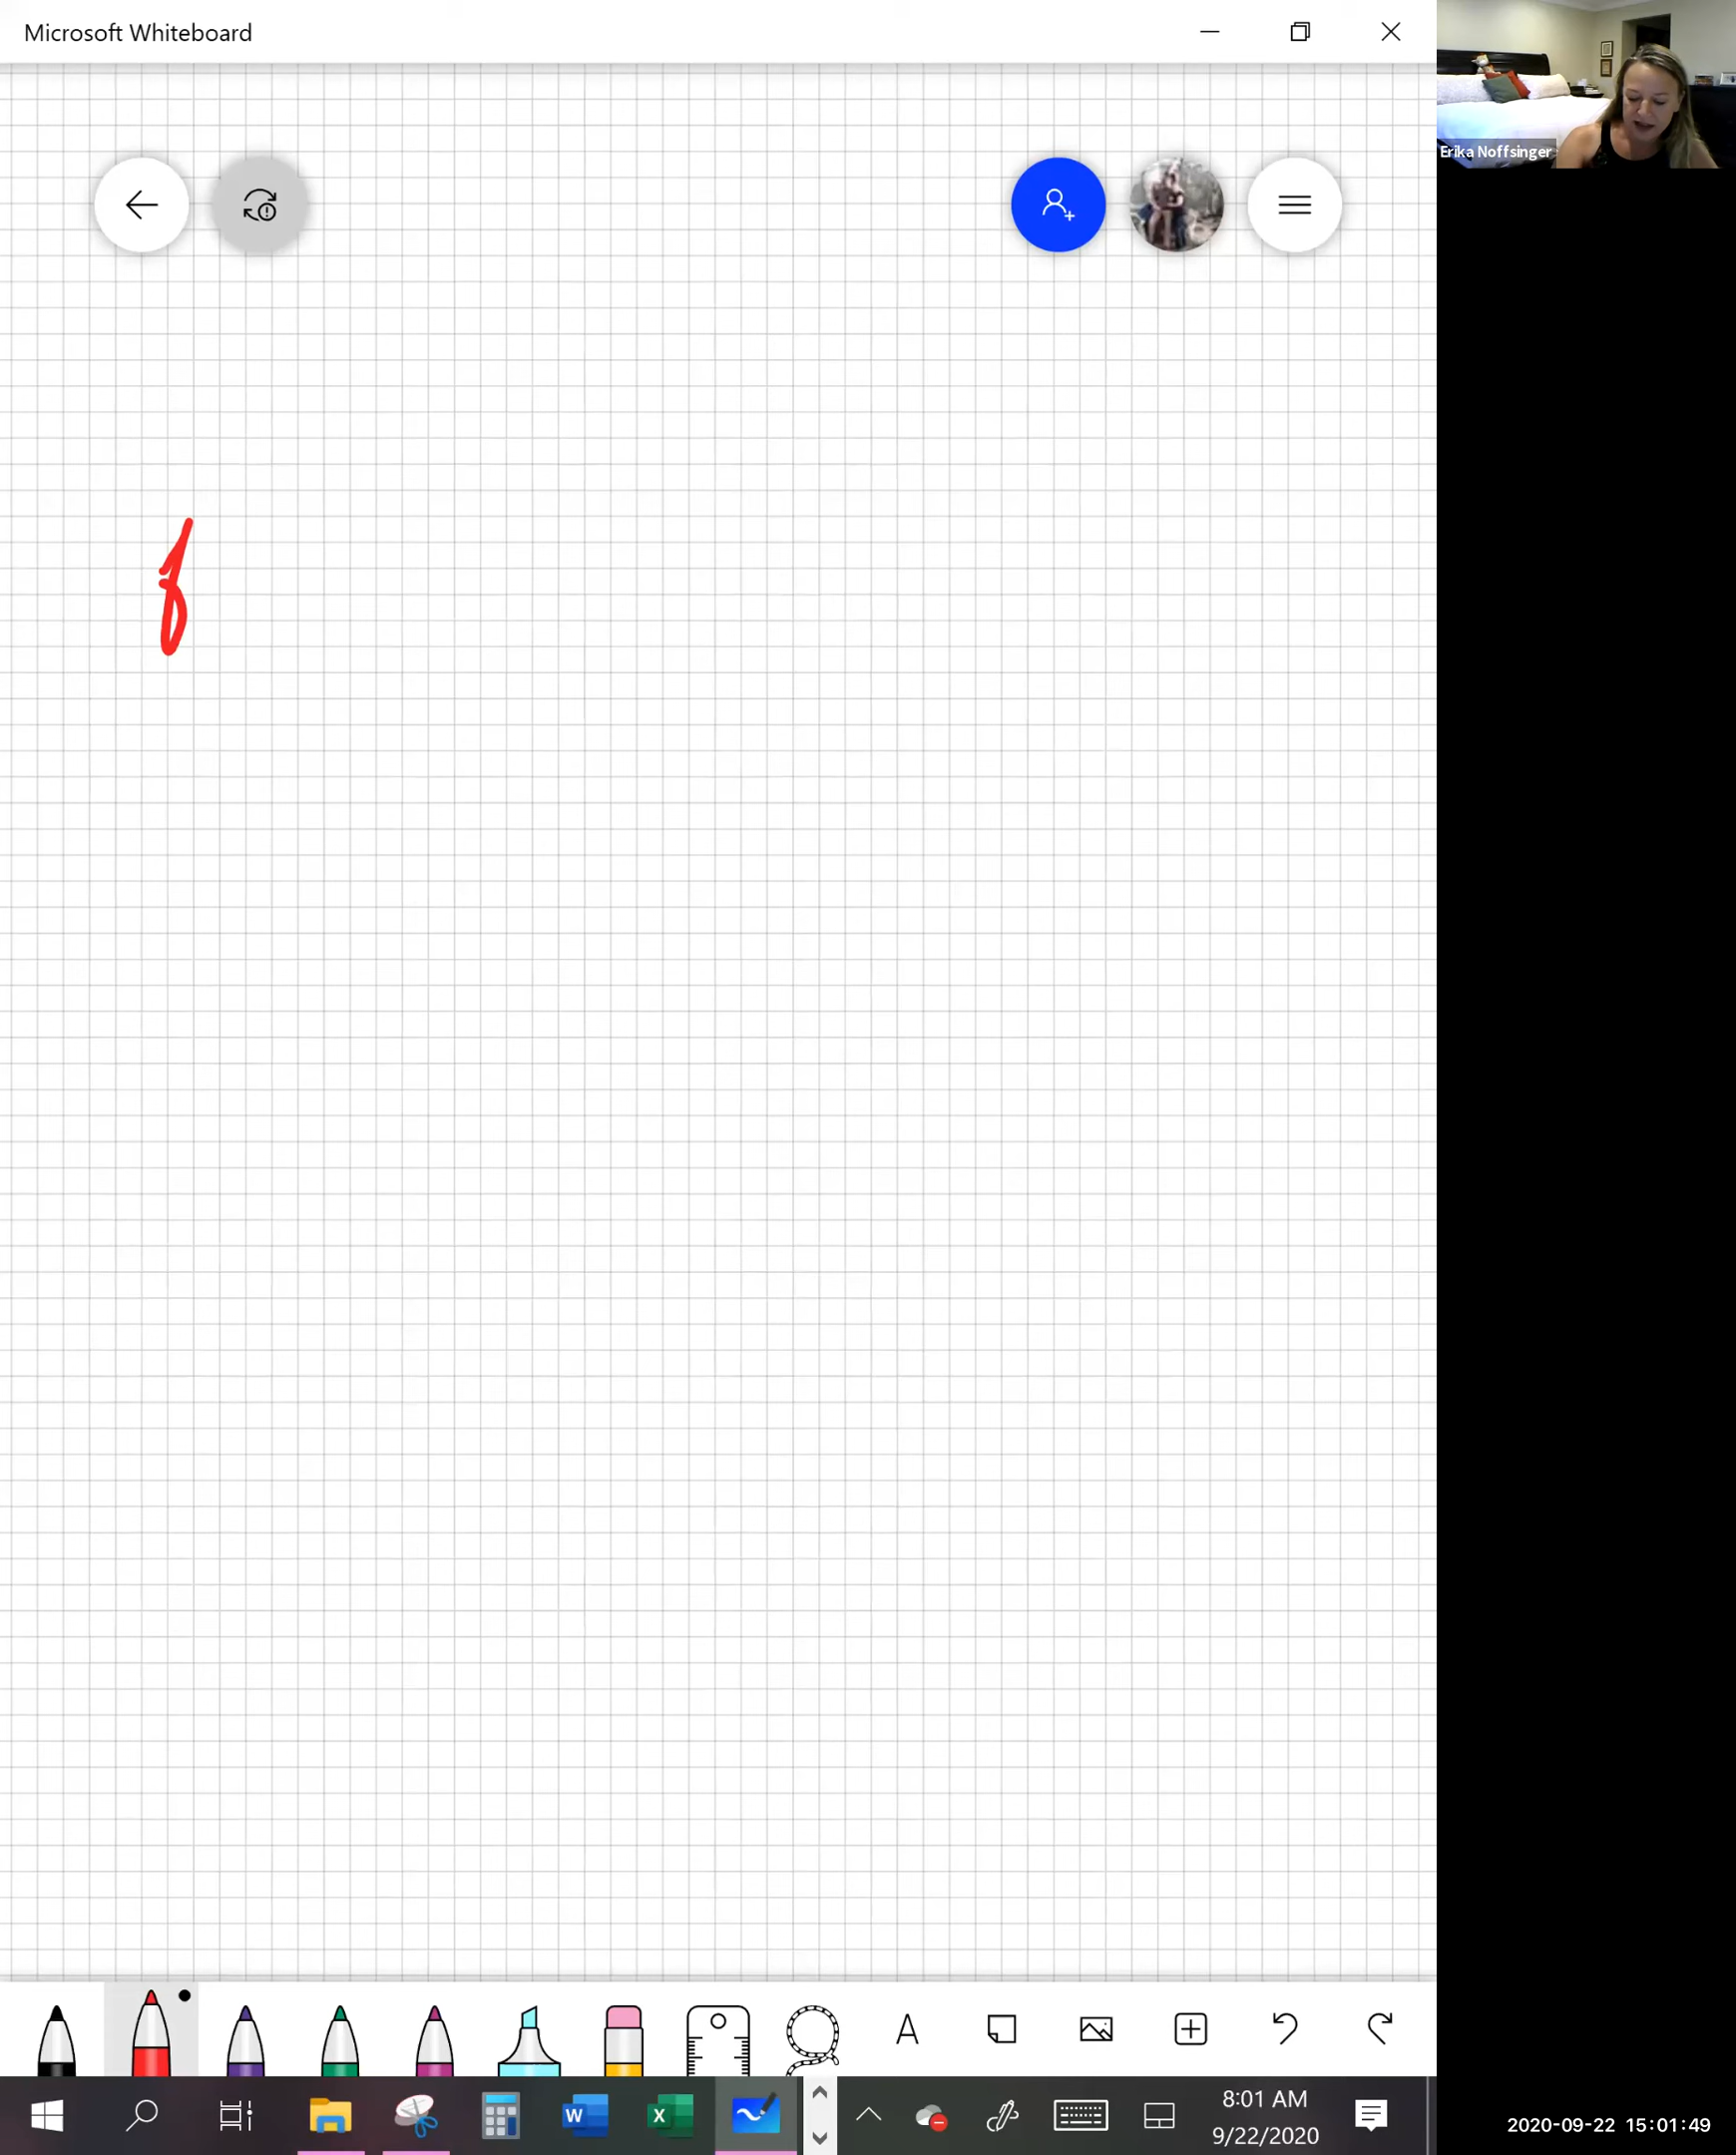 Microsoft Whiteboard
Erika Noffsinger
A
W
X
8:01 AM
9/22/2020
2020-09-22 15:01:49